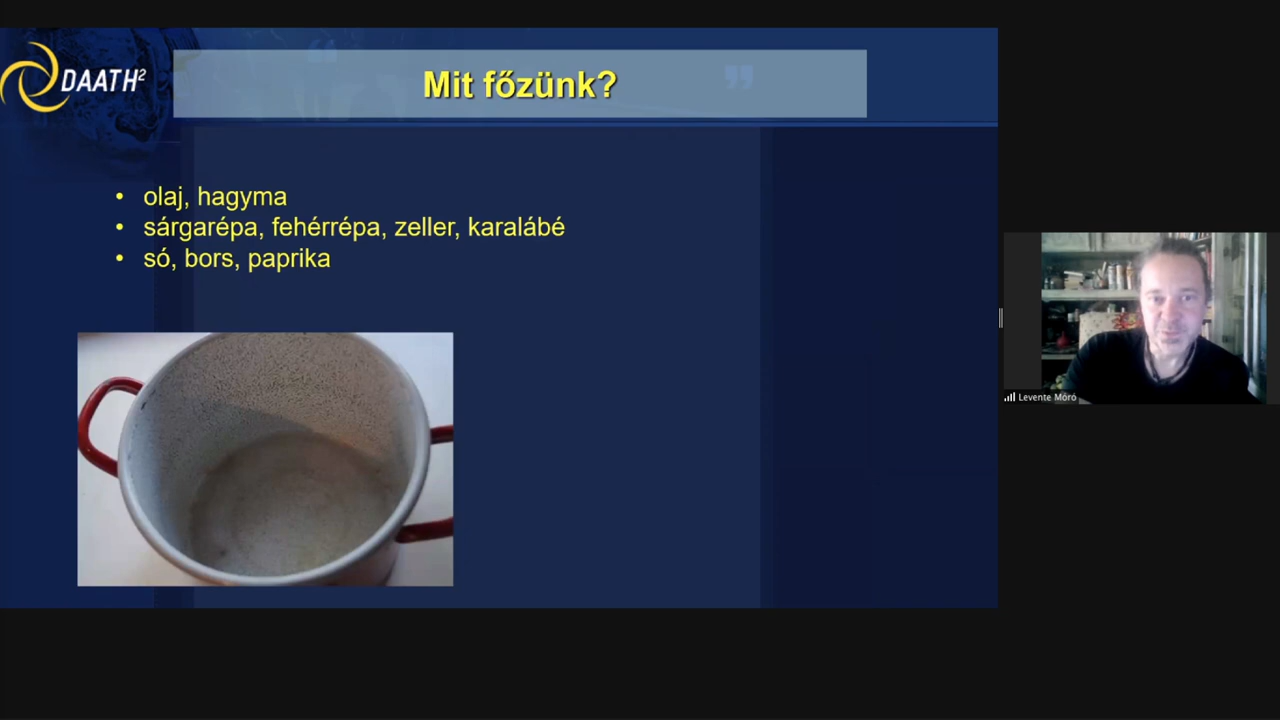 DAATH²
Mit főzünk?
• olaj, hagyma
• sárgarépa, fehérrépa, zeller, karalábé
• só, bors, paprika
Levente Móró